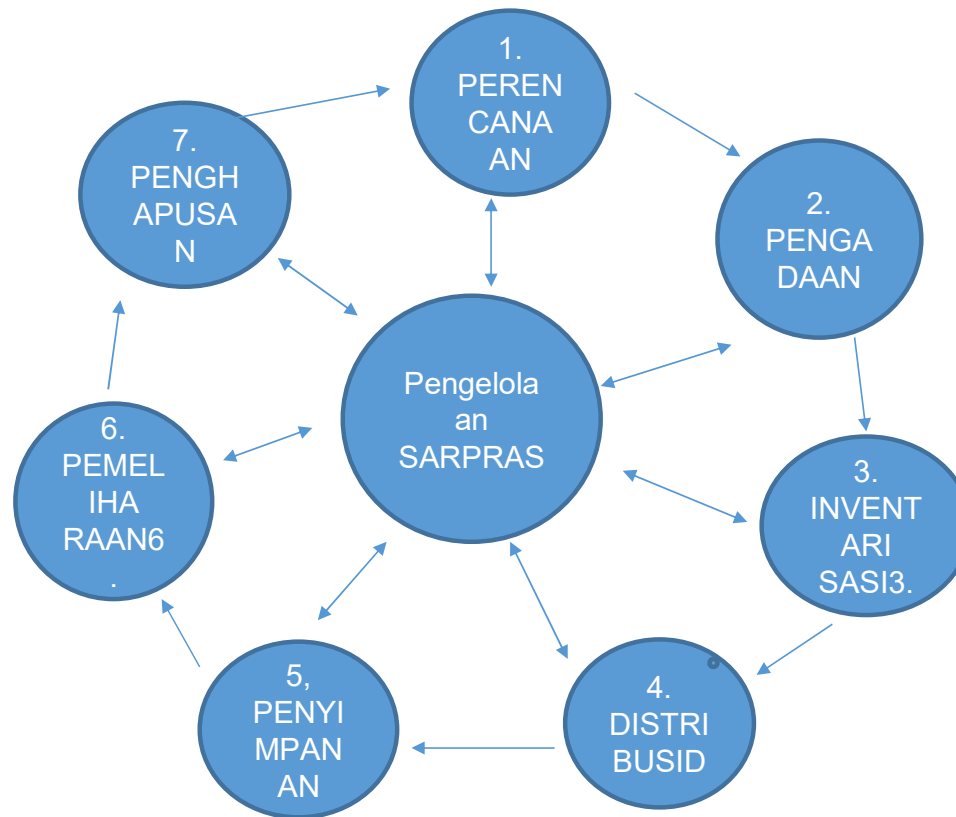 1.
PEREN
CANA
AN
2.
PENGA
DAAN
3.
INVENT
ARI
SASI3.
4.
DISTRI
BUSID
5,
PENYI
MPAN
AN
6.
PEMEL
IHA
RAAN6
.
7.
PENGH
APUSA
N
Pengelola
an
SARPRAS